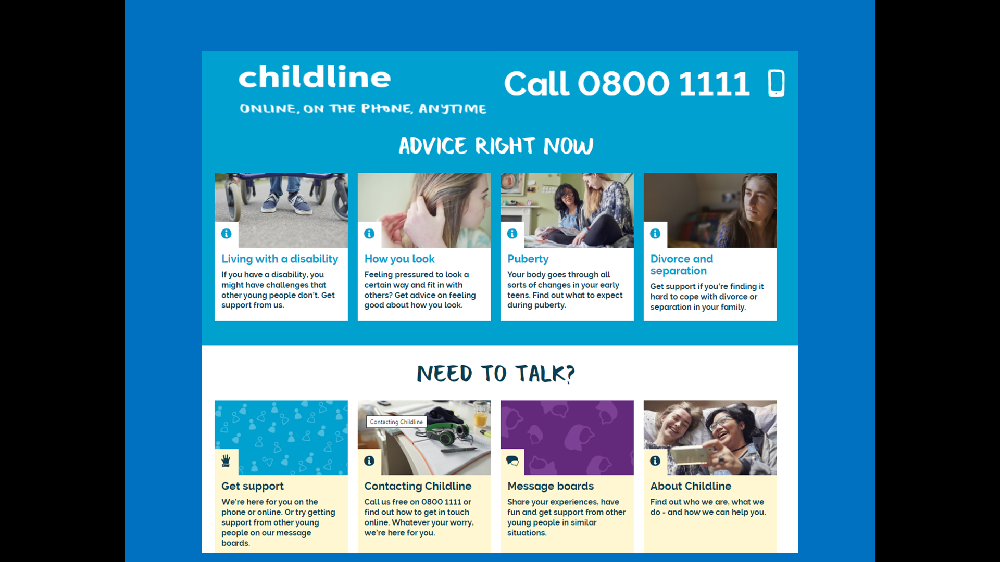 childline
ONLINE, ON THE PHONE, ANYTIME
Call 0800 1111
ADVICE RIGHT NOW
Living with a disability
If you have a disability, you
might have challenges that
other young people don't. Get
support from us.
How you look
Feeling pressured to look a
certain way and fit in with
others? Get advice on feeling
good about how you look.
Puberty
Your body goes through all
sorts of changes in your early
teens. Find out what to expect
during puberty.
Divorce and
separation
Get support if you're finding it
hard to cope with divorce or
separation in your family.
NEED TO TALK?
Get support
We're here for you on the
phone or online. Or try getting
support from other young
people on our message
boards.
Contacting Childline
Contacting Childline
Call us free on 0800 1111 or
find out how to get in touch
online. Whatever your worry,
we're here for you.
Message boards
Share your experiences, have
fun and get support from other
young people in similar
situations.
About Childline
Find out who we are, what we
do - and how we can help you.